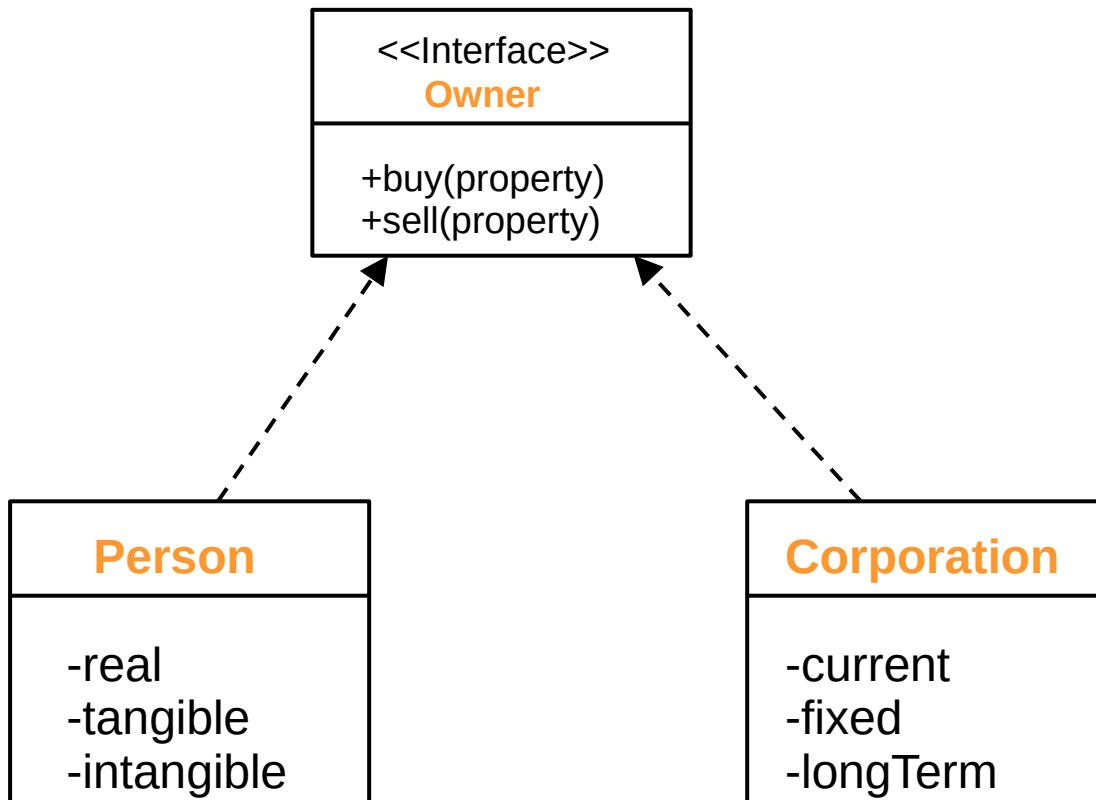 <<Interface>>
Owner
+buy(property)
+sell(property)
Person
-real
-tangible
-intangible
Corporation
-current
-fixed
-longTerm